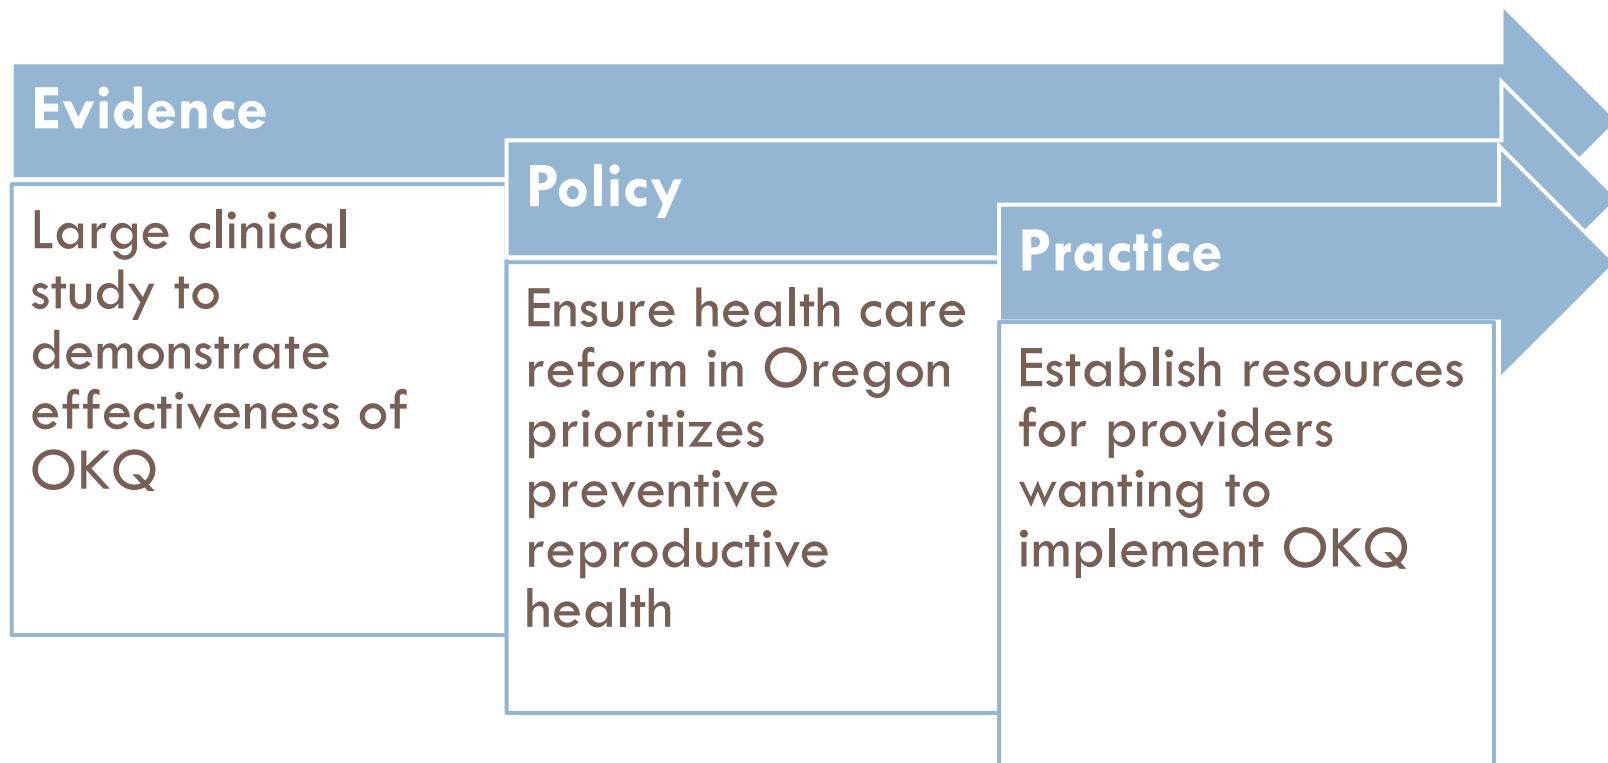 Evidence
Large clinical
study to
demonstrate
effectiveness of
OKQ
Policy
Ensure health care
reform in Oregon
prioritizes
preventive
reproductive
health
Practice
Establish resources
for providers
wanting to
implement OKQ